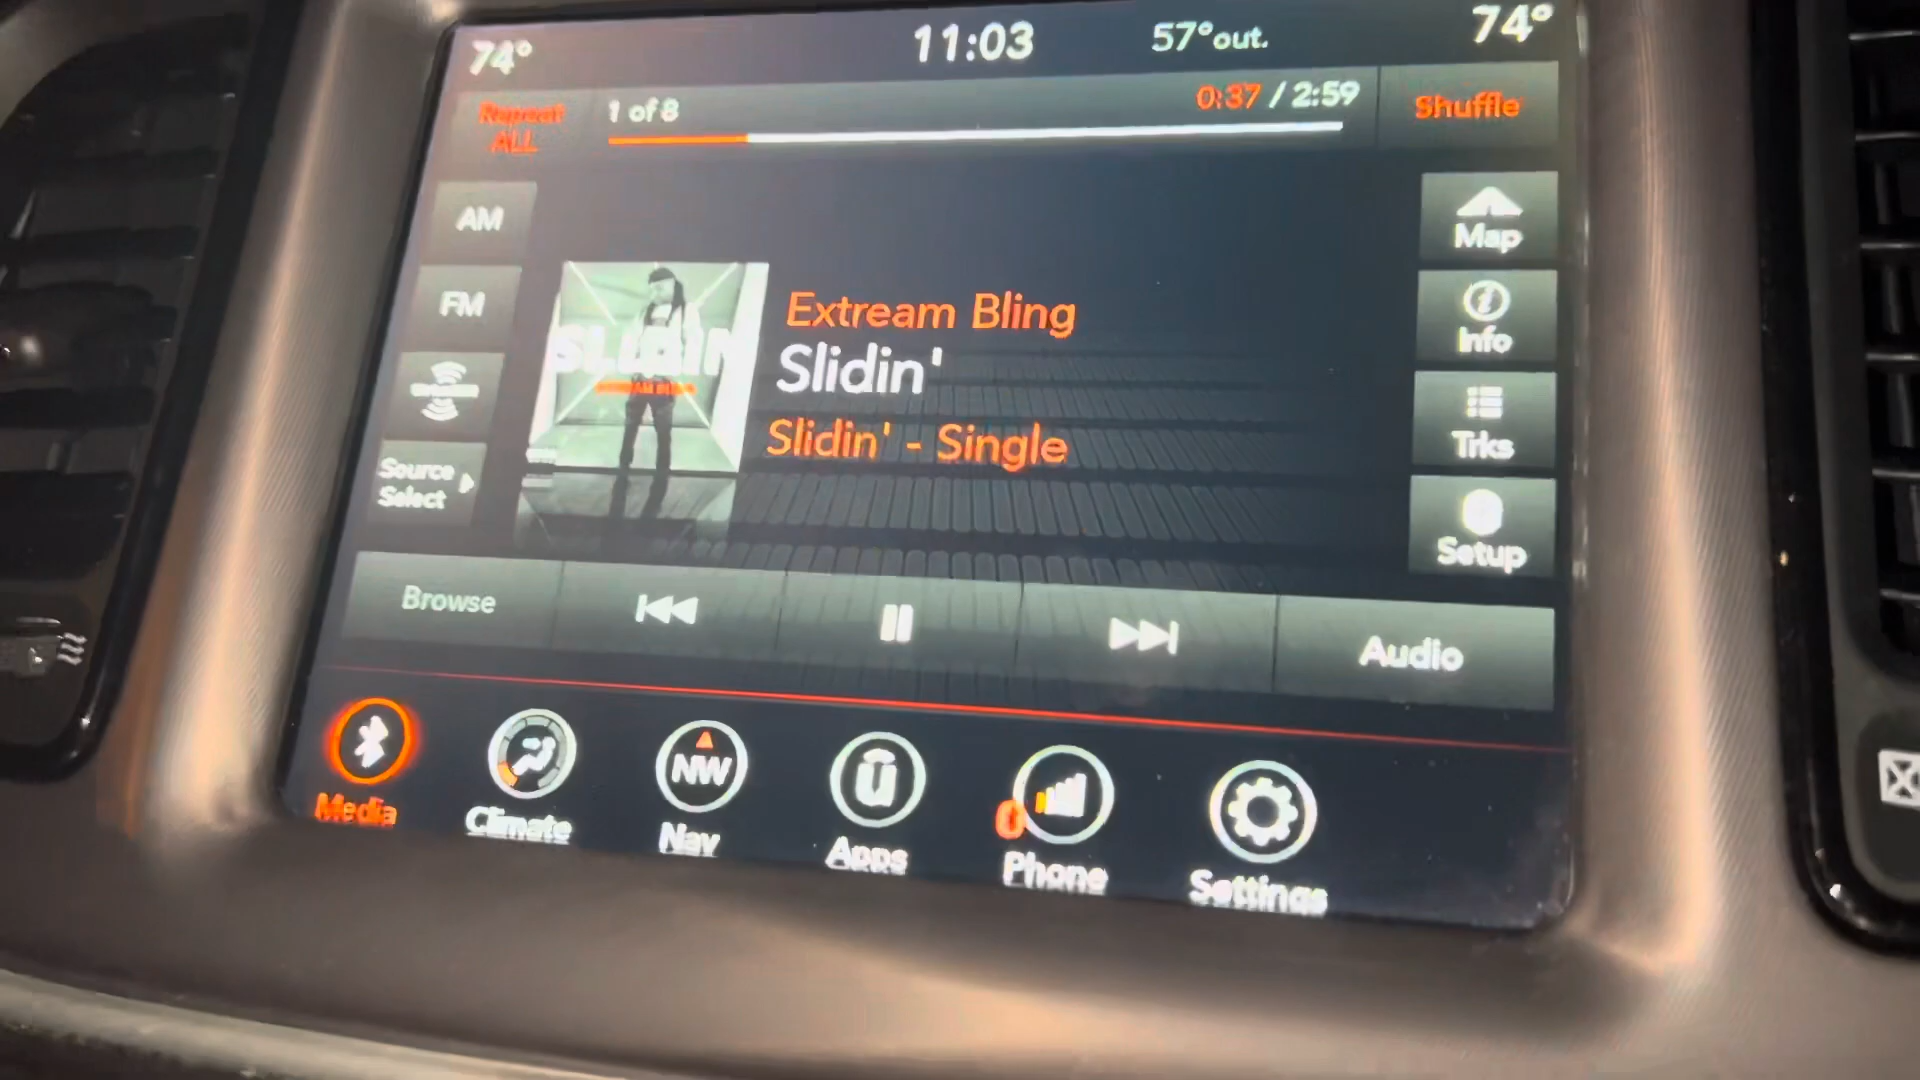 74° 11:03 57°out. 74°
Repeat
ALL
1 of 8 0:37 / 2:59 Shuffle
AM
FM
Source
Select
SLIDIN
Extream Bling
Slidin'
Slidin' - Single
Map
Info
Trks
Setup
Browse
Audio
NW
ū
0
Media
Climate
Nav
Apps
Phone
Settings